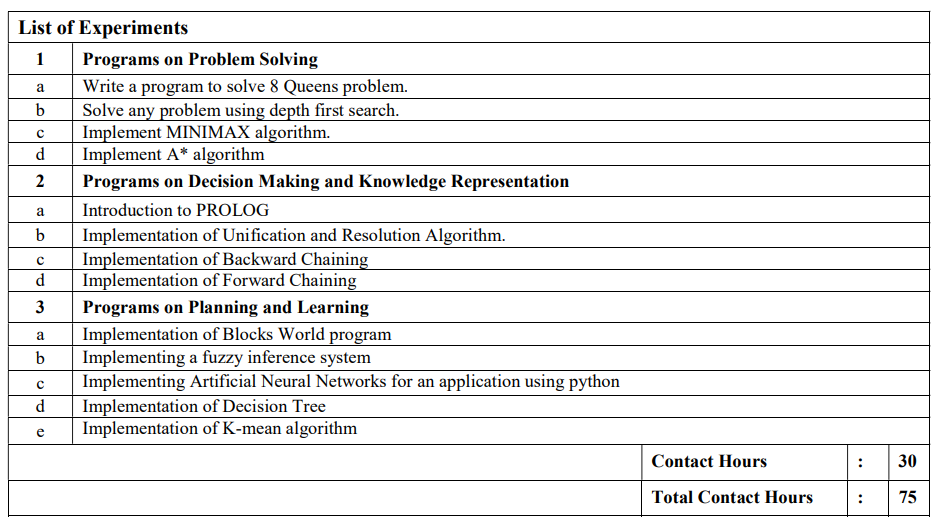 List of Experiments
1 Programs on Problem Solving
a Write a program to solve 8 Queens problem.
b Solve any problem using depth first search.
c Implement MINIMAX algorithm.
d Implement A* algorithm
2 Programs on Decision Making and Knowledge Representation
a Introduction to PROLOG
b Implementation of Unification and Resolution Algorithm.
c Implementation of Backward Chaining
d Implementation of Forward Chaining
3 Programs on Planning and Learning
a Implementation of Blocks World program
b Implementing a fuzzy inference system
c Implementing Artificial Neural Networks for an application using python
d Implementation of Decision Tree
e Implementation of K-mean algorithm
Contact Hours : 30
Total Contact Hours : 75